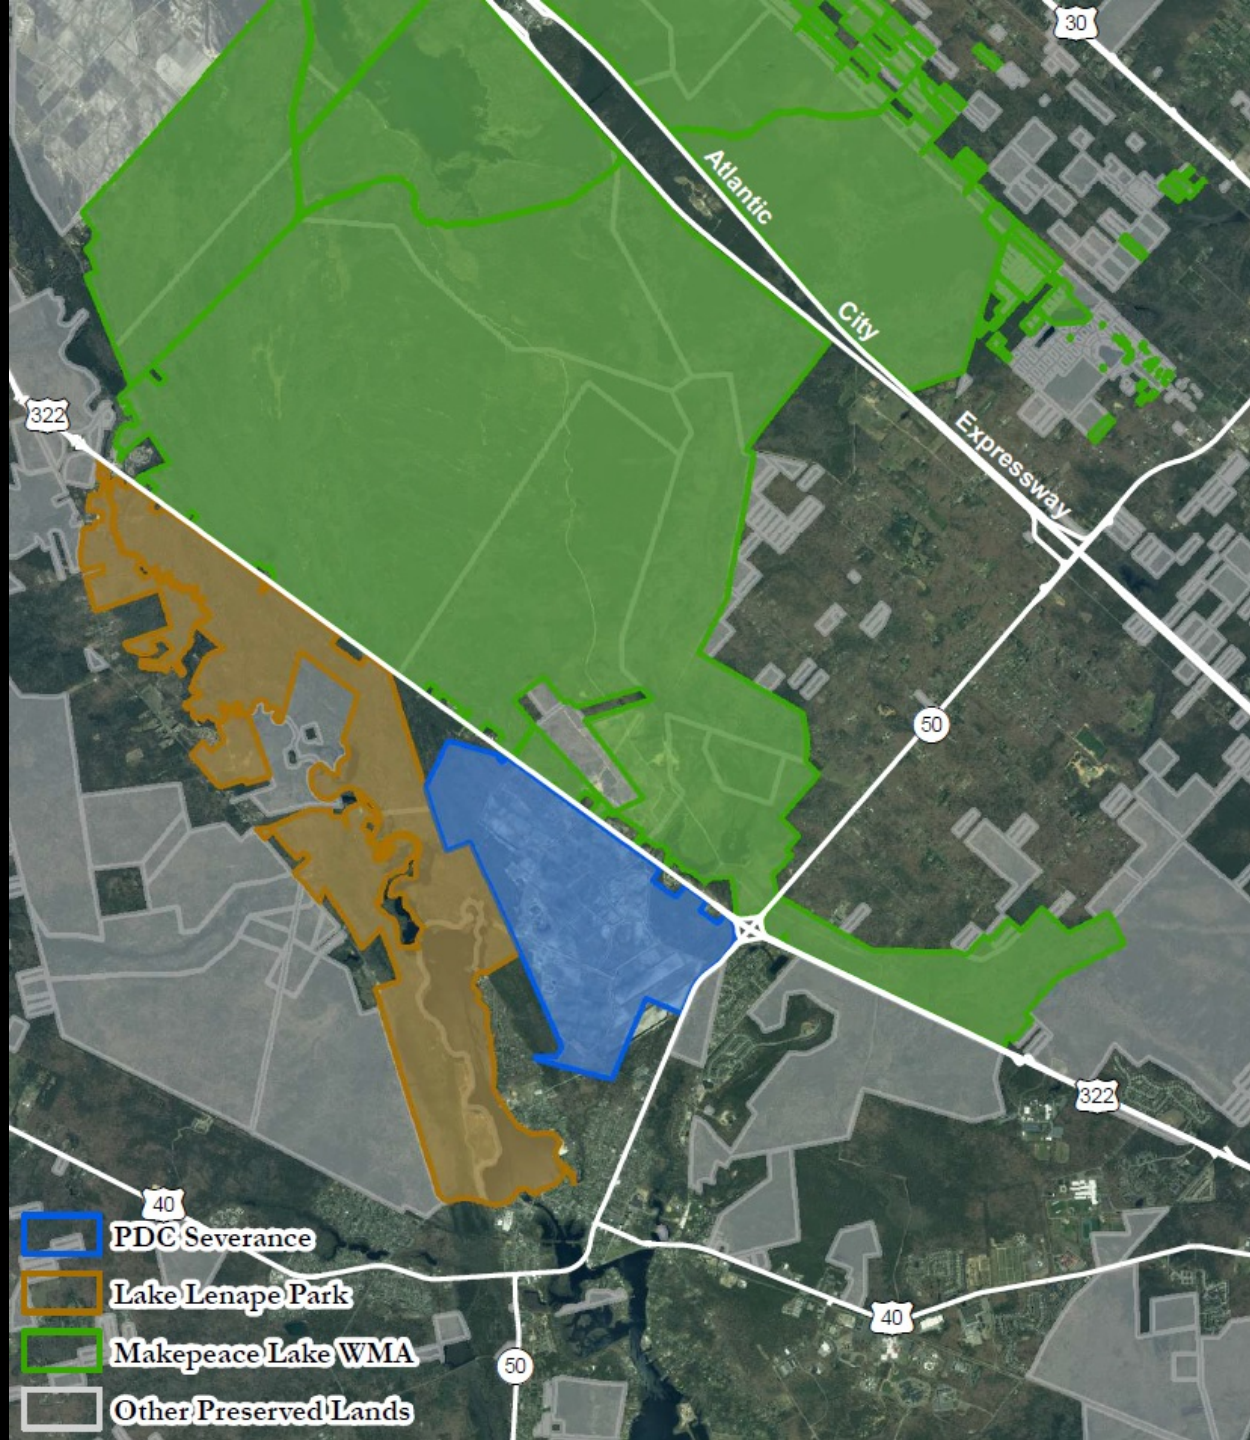 30
Atlantic
City
322
Expressway
50
322
40
PDC Severance
Lake Lenape Park
40
Makepeace Lake WMA
50
Other Preserved Lands